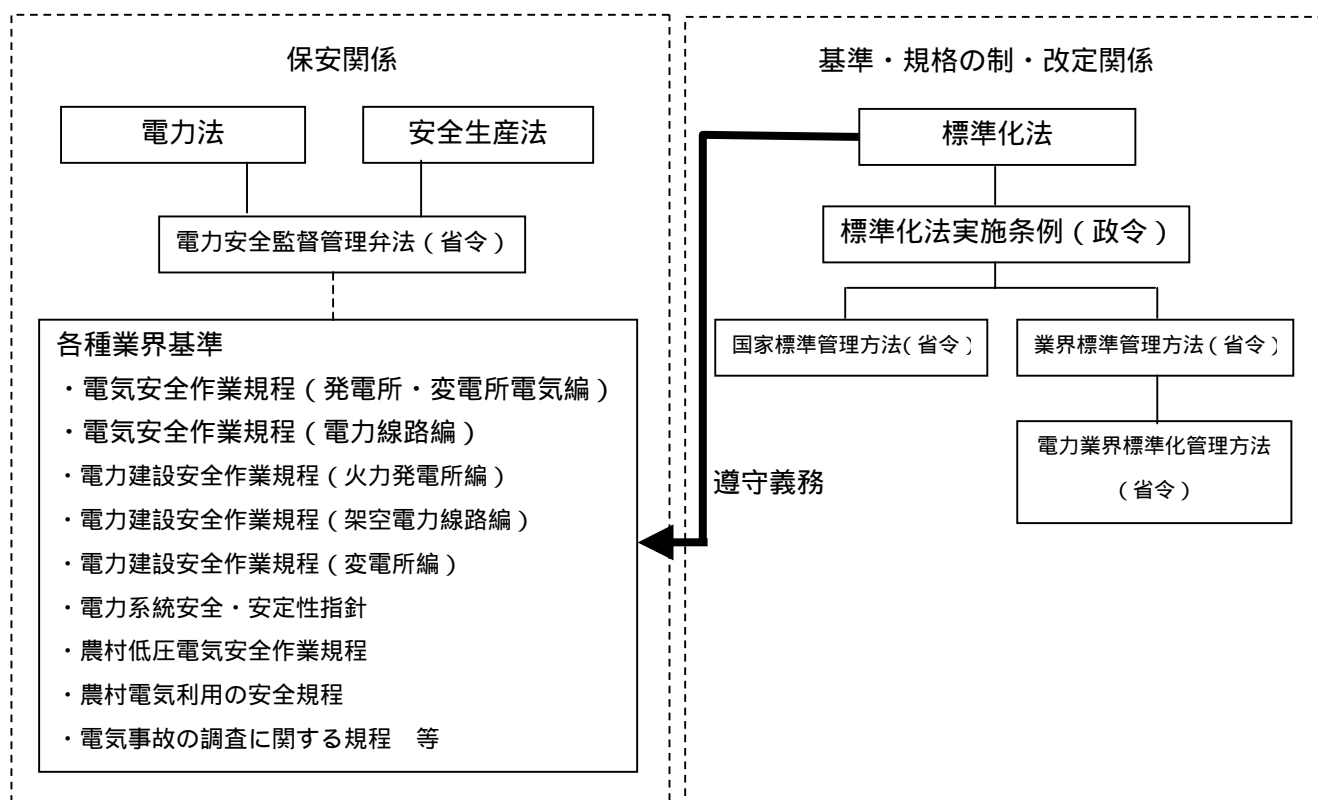 保安関係
電力法
安全生産法
電力安全監督管理弁法（省令）
各種業界基準
・電気安全作業規程（発電所・変電所電気編）
・電気安全作業規程（電力線路編）
・電力建設安全作業規程（火力発電所編）
・電力建設安全作業規程（架空電力線路編）
・電力建設安全作業規程（変電所編）
・電力系統安全・安定性指針
・農村低圧電気安全作業規程
・農村電気利用の安全規程
・電気事故の調査に関する規程　等
遵守義務
基準・規格の制・改定関係
標準化法
標準化法実施条例（政令）
国家標準管理方法（省令）
業界標準管理方法（省令）
電力業界標準化管理方法
（省令）